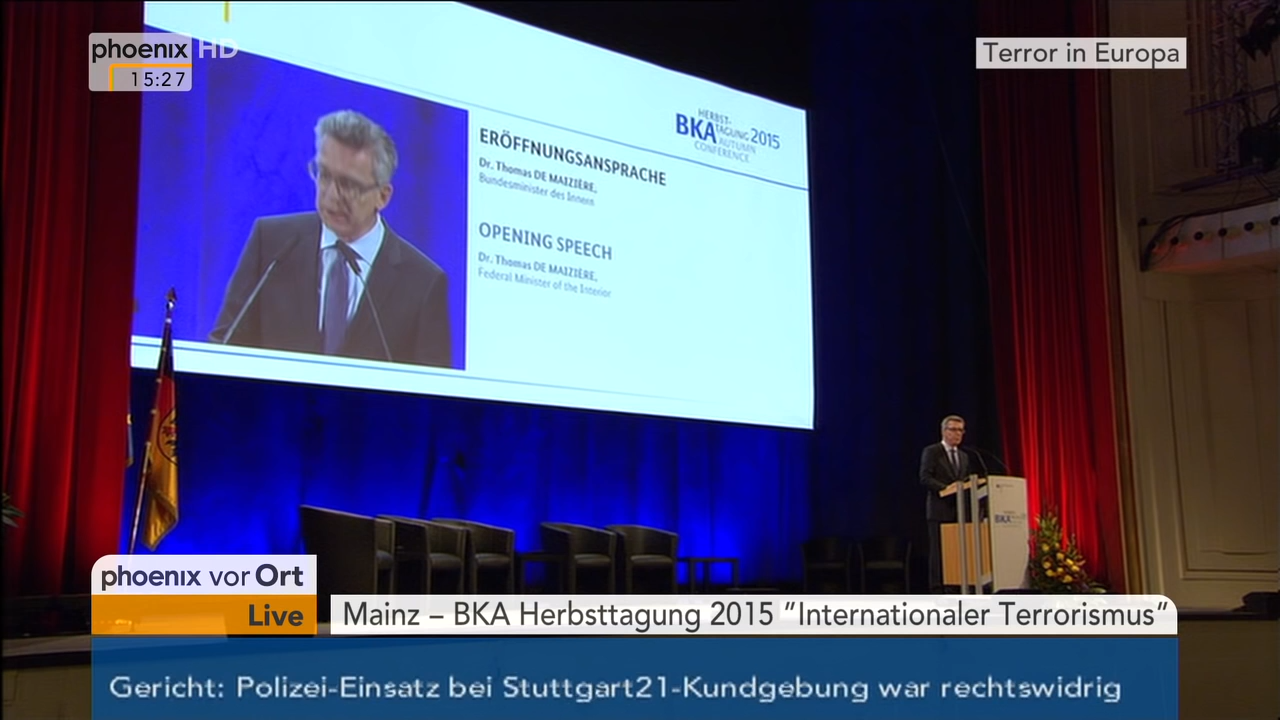 phoenix HD
15:27
Terror in Europa
HERBST-
BKA TAGUNG 2015
AUTUMN
CONFERENCE
ERÖFFNUNGSANSPRACHE
Dr. Thomas DE MAIZIÈRE,
Bundesminister des Innern
OPENING SPEECH
Dr. Thomas DE MAIZIÈRE,
Federal Minister of the Interior
BKA
phoenix vor Ort
Live
Mainz – BKA Herbsttagung 2015 "Internationaler Terrorismus"
Gericht: Polizei-Einsatz bei Stuttgart21-Kundgebung war rechtswidrig